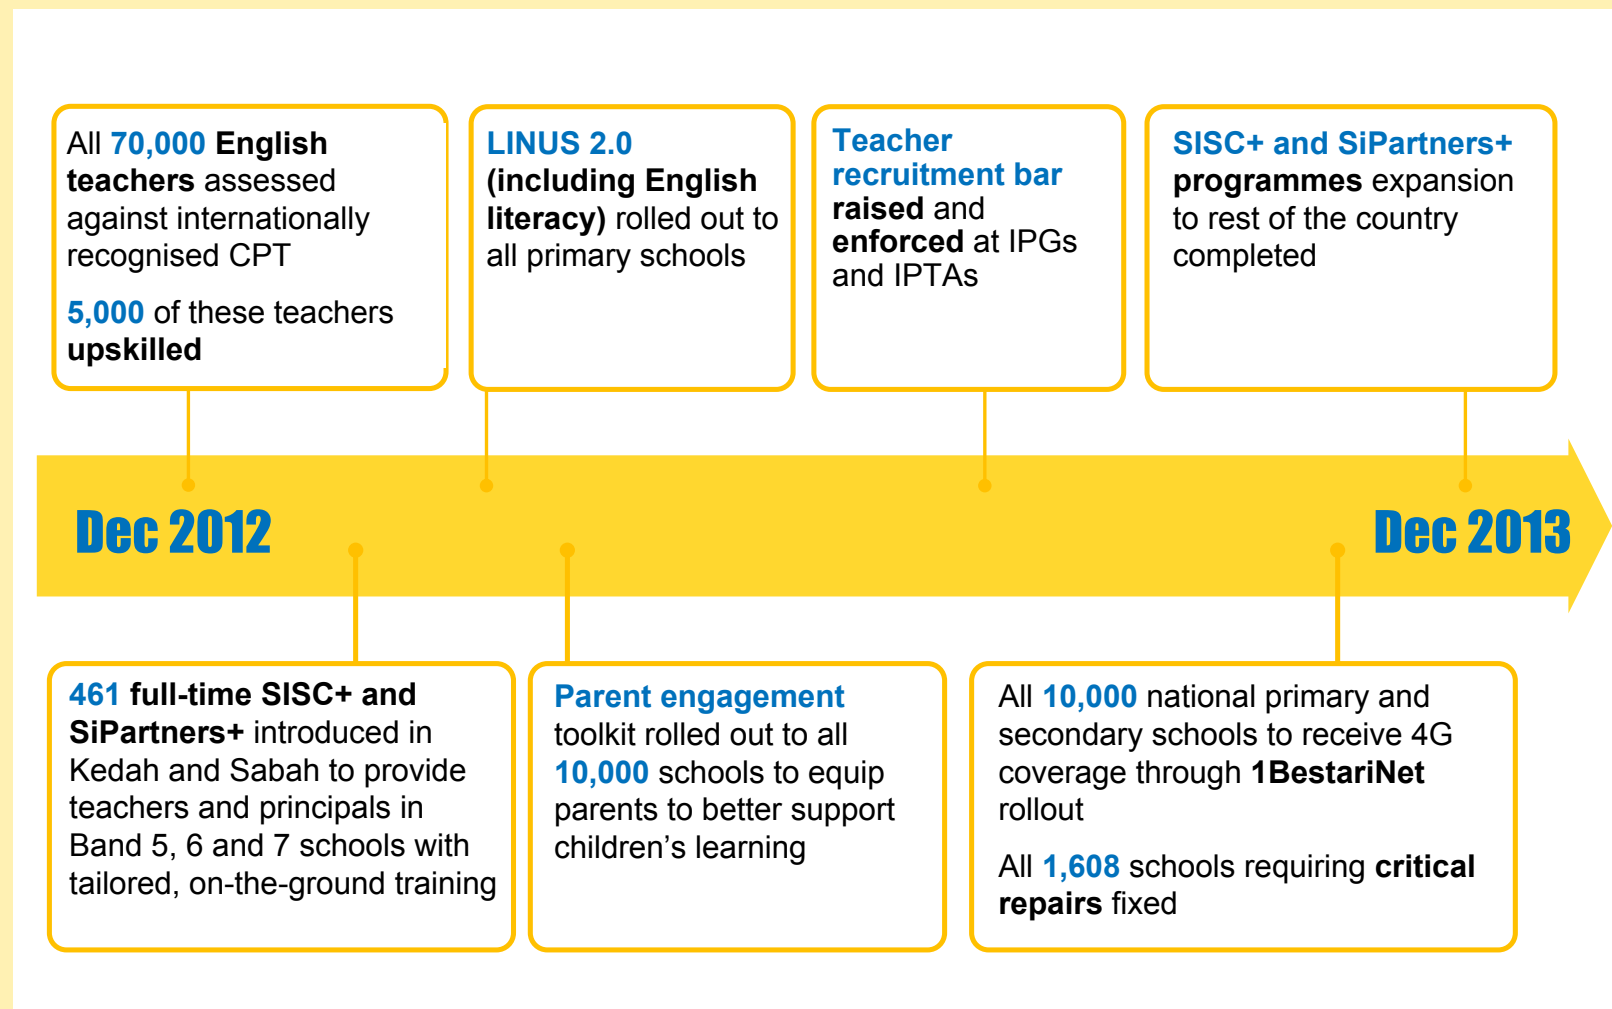 All 70,000 English
teachers assessed
against internationally
recognised CPT
5,000 of these teachers
upskilled
LINUS 2.0
(including English
literacy) rolled out to
all primary schools
Teacher
recruitment bar
raised and
enforced at IPGs
and IPTAs
SISC+ and SiPartners+
programmes expansion
to rest of the country
completed
Dec 2012
Dec 2013
461 full-time SISC+ and
SiPartners+ introduced in
Kedah and Sabah to provide
teachers and principals in
Band 5, 6 and 7 schools with
tailored, on-the-ground training
Parent engagement
toolkit rolled out to all
10,000 schools to equip
parents to better support
children’s learning
All 10,000 national primary and
secondary schools to receive 4G
coverage through 1BestariNet
rollout
All 1,608 schools requiring critical
repairs fixed